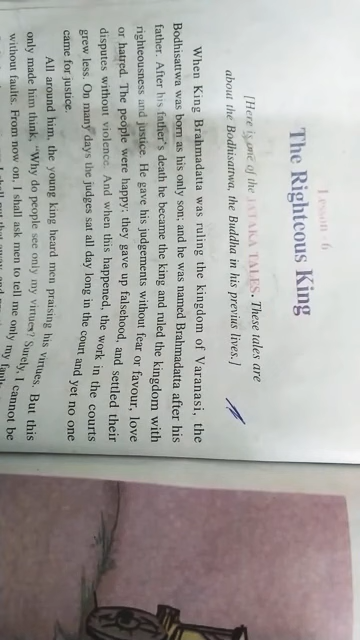 Lesson - 6
The Righteous King
[Here is one of the JATAKA TALES. These tales are
about the Bodhisattwa, the Buddha in his previus lives.]
When King Brahmadatta was ruling the kingdom of Varanasi, the
Bodhisattwa was born as his only son; and he was named Brahmadatta after his
father. After his father's death he became the king and ruled the kingdom with
righteousness and justice. He gave his judgements without fear or favour, love
or hatred. The people were happy; they gave up falsehood, and settled their
disputes without violence. And when this happened, the work in the courts
grew less. On many days the judges sat all day long in the court and yet no one
came for justice.
All around him, the young king heard men praising his virtues. But this
only made him think. "Why do people see only my virtues? Surely, I cannot be
without faults. From now on, I shall ask men to tell me only my